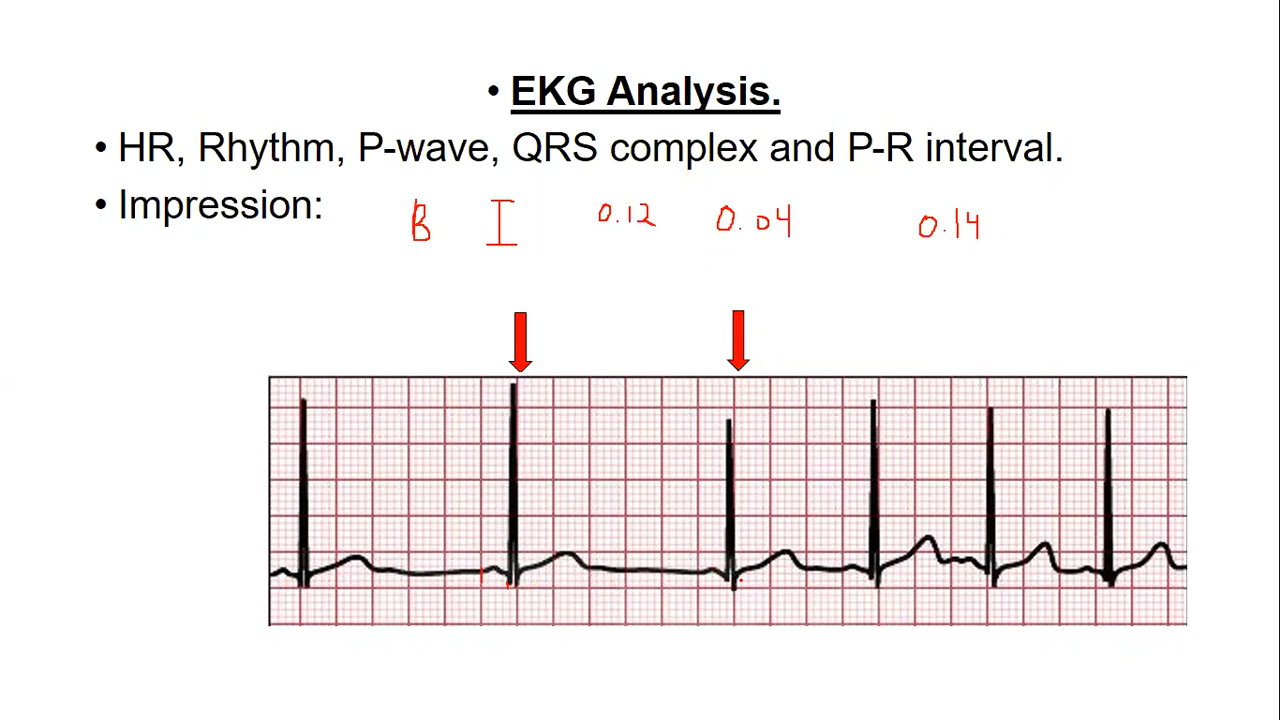 • EKG Analysis.
• HR, Rhythm, P-wave, QRS complex and P-R interval.
• Impression:
B I 0.12 0.04 0.14